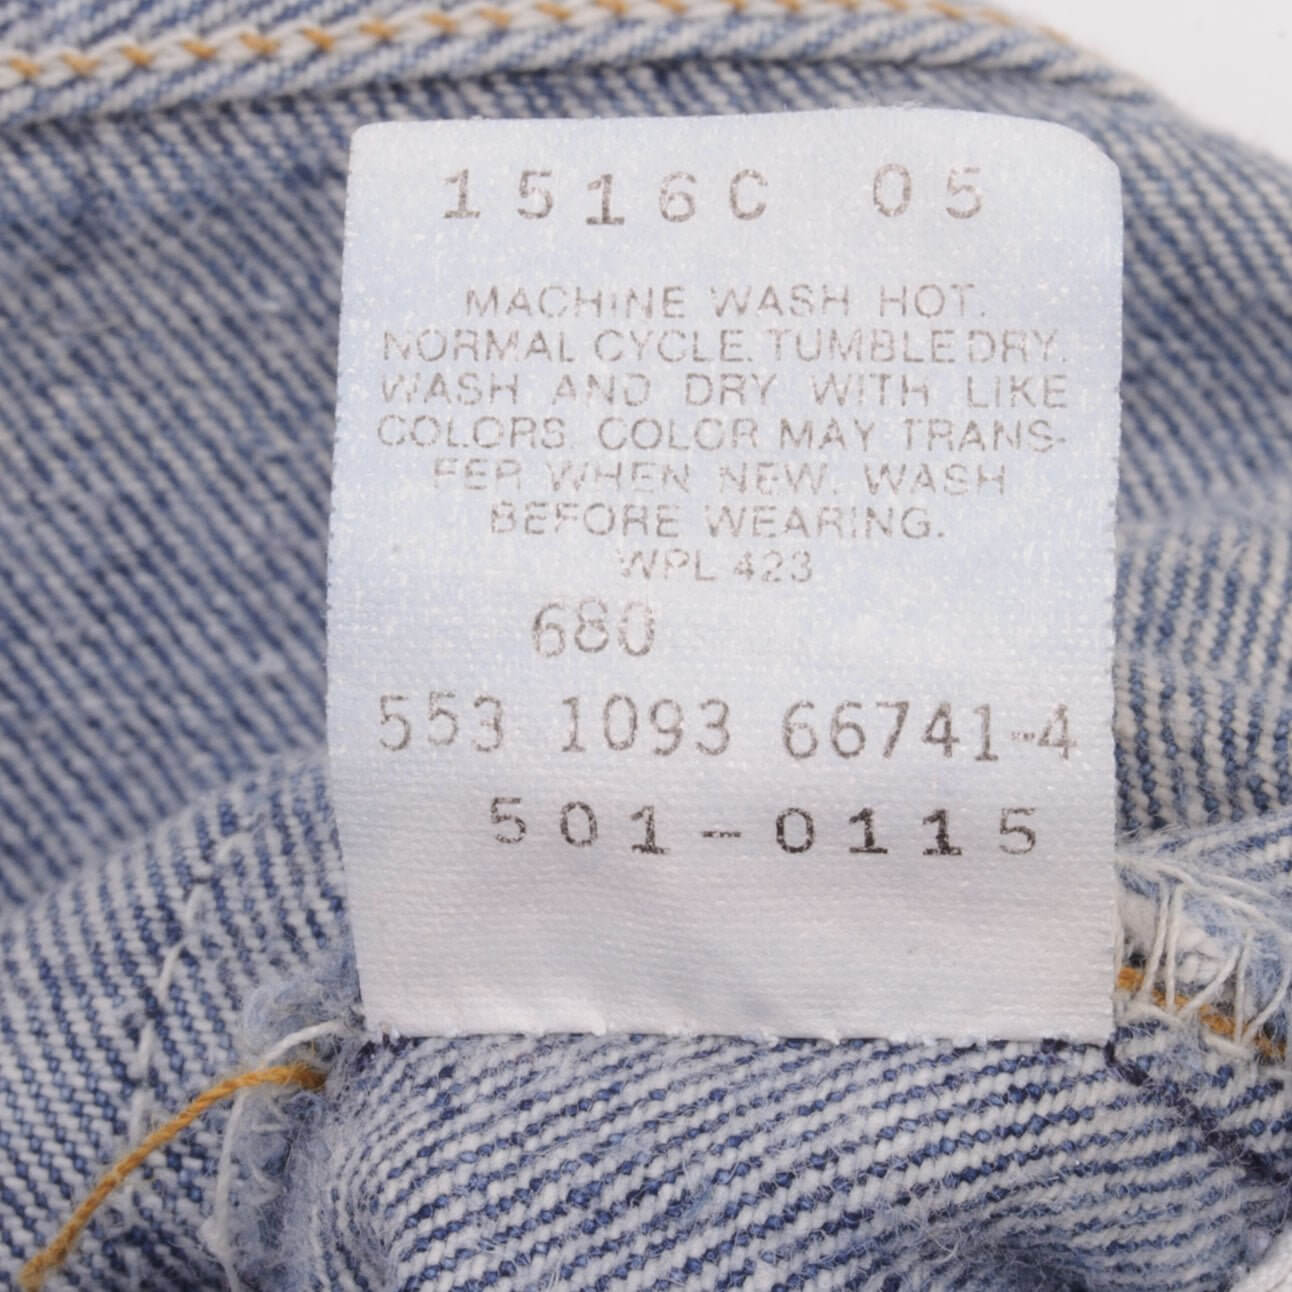 1516C 05
MACHINE WASH HOT.
NORMAL CYCLE. TUMBLE DRY.
WASH AND DRY WITH LIKE
COLORS. COLOR MAY TRANS-
FER WHEN NEW. WASH
BEFORE WEARING.
WPL 423
680
553 1093 66741-4
501-0115